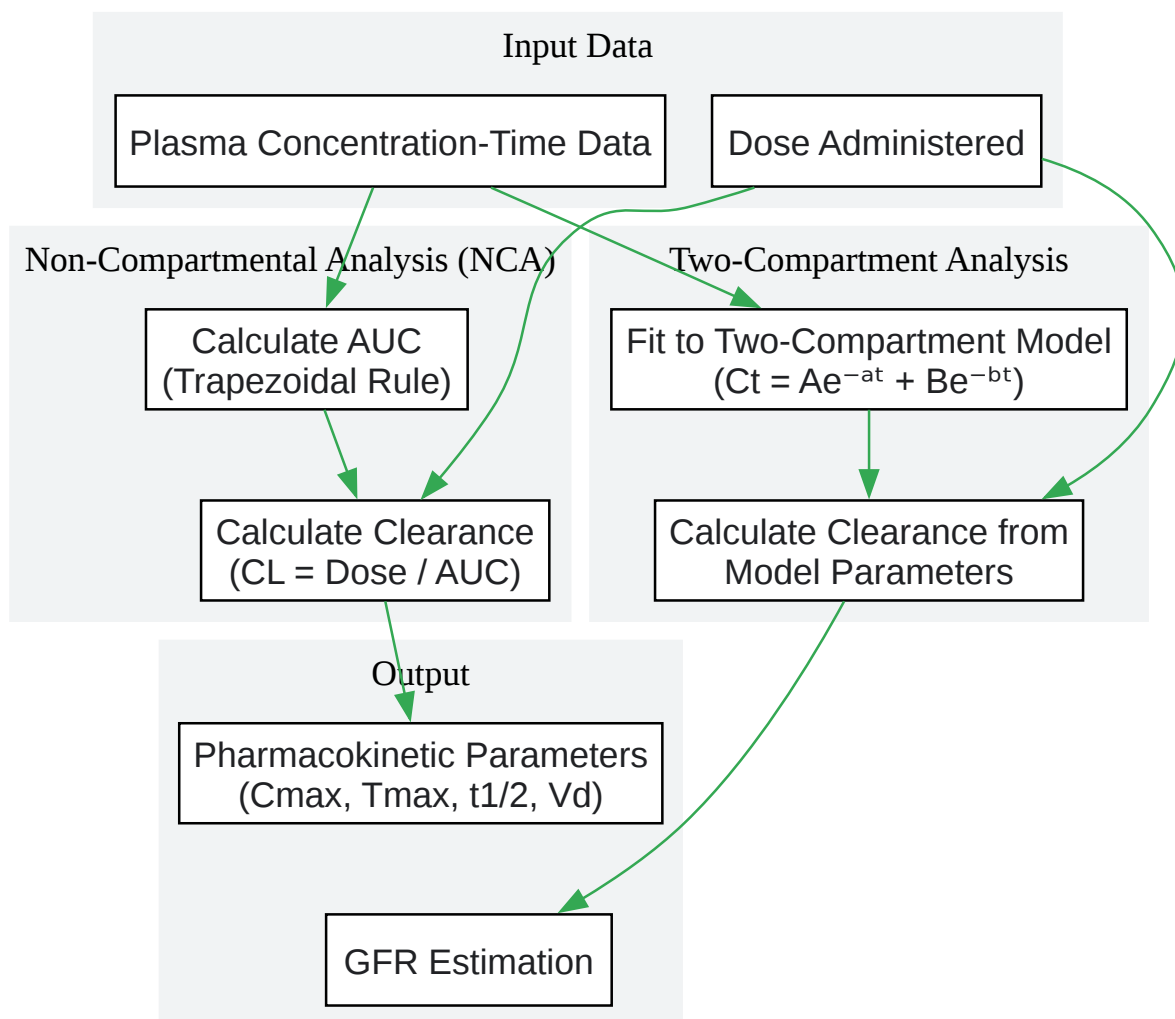 Input Data
Plasma Concentration-Time Data
Dose Administered
Non-Compartmental Analysis (NCA)
Two-Compartment Analysis
Calculate AUC
(Trapezoidal Rule)
Fit to Two-Compartment Model
(Ct = Ae⁻ᵃᵗ + Be⁻ᵇᵗ)
Calculate Clearance
(CL = Dose / AUC)
Calculate Clearance from
Model Parameters
Output
Pharmacokinetic Parameters
(Cmax, Tmax, t1/2, Vd)
GFR Estimation